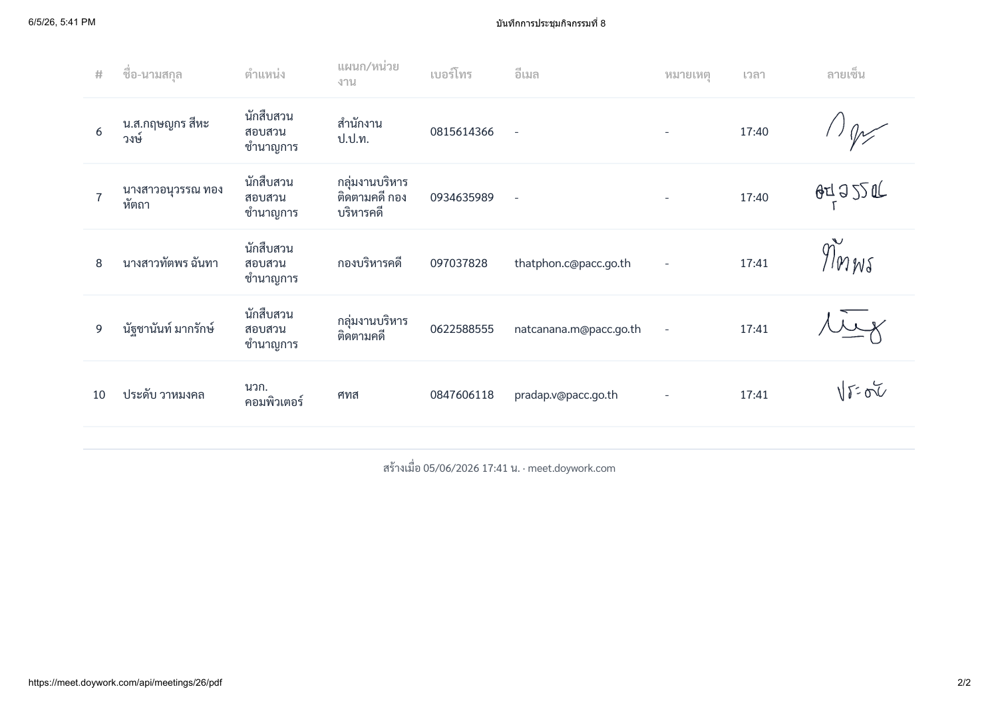 6/5/26, 5:41 PM
บันทึกการประชุมกิจกรรมที่ 8
# ชื่อ-นามสกุล ตำแหน่ง แผนก/หน่วย
งาน เบอร์โทร อีเมล หมายเหตุ เวลา ลายเซ็น
6 น.ส.กฤษญกร สีหะ
วงษ์
นักสืบสวน
สอบสวน
ชำนาญการ
สำนักงาน
ป.ป.ท.
0815614366 - - 17:40
7 นางสาวอนุวรรณ ทอง
หัตถา
นักสืบสวน
สอบสวน
ชำนาญการ
กลุ่มงานบริหาร
ติดตามคดี กอง
บริหารคดี
0934635989 - - 17:40 อนุวรรณ
8 นางสาวทัตพร ฉันทา
นักสืบสวน
สอบสวน
ชำนาญการ
กองบริหารคดี
097037828 thatphon.c@pacc.go.th - 17:41 ทัตพร
9 นัฐชานันท์ มากรักษ์
นักสืบสวน
สอบสวน
ชำนาญการ
กลุ่มงานบริหาร
ติดตามคดี
0622588555 natcanana.m@pacc.go.th - 17:41
10 ประดับ วาหมงคล
นวก.
คอมพิวเตอร์
ศทส
0847606118 pradap.v@pacc.go.th - 17:41 ประดับ
สร้างเมื่อ 05/06/2026 17:41 น. · meet.doywork.com
https://meet.doywork.com/api/meetings/26/pdf
2/2